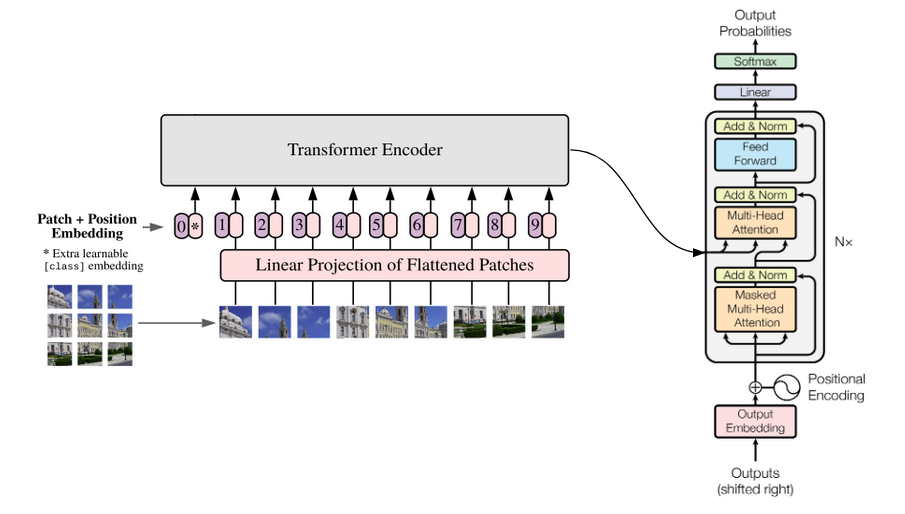 Transformer Encoder
Patch + Position
Embedding
* Extra learnable
[class] embedding
0 * 1 2 3 4 5 6 7 8 9
Linear Projection of Flattened Patches
Output
Probabilities
Softmax
Linear
Add & Norm
Feed
Forward
Add & Norm
Multi-Head
Attention
N×
Add & Norm
Masked
Multi-Head
Attention
Positional
Encoding
Output
Embedding
Outputs
(shifted right)